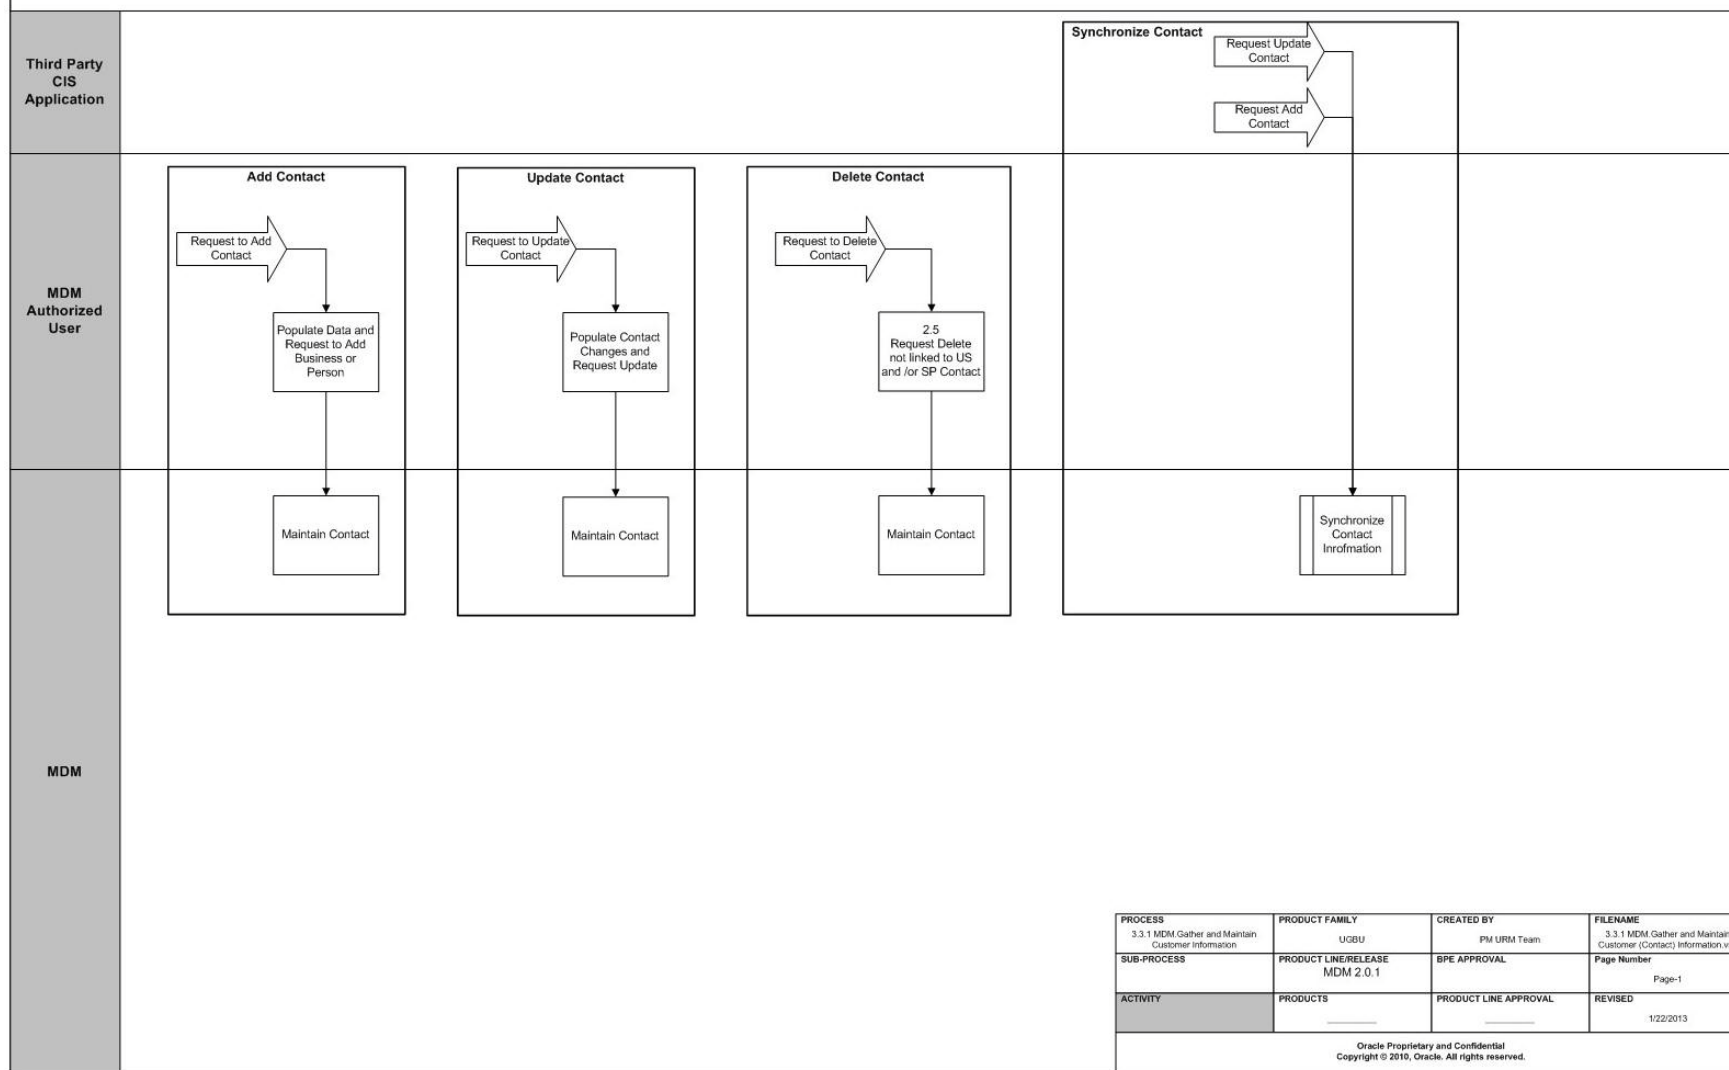 Third Party
CIS
Application
Synchronize Contact
Request Update
Contact
Request Add
Contact
MDM
Authorized
User
Add Contact
Request to Add
Contact
Populate Data and
Request to Add
Business or
Person
Update Contact
Request to Update
Contact
Populate Contact
Changes and
Request Update
Delete Contact
Request to Delete
Contact
2.5
Request Delete
not linked to US
and /or SP Contact
MDM
Maintain Contact
Maintain Contact
Maintain Contact
Synchronize
Contact
Inrofmation
PROCESS
3.3.1 MDM.Gather and Maintain
Customer Information
PRODUCT FAMILY
UGBU
CREATED BY
PM URM Team
FILENAME
3.3.1 MDM.Gather and Maintain
Customer (Contact) Information.v
SUB-PROCESS
PRODUCT LINE/RELEASE
MDM 2.0.1
BPE APPROVAL
Page Number
Page-1
ACTIVITY
PRODUCTS
PRODUCT LINE APPROVAL
REVISED
1/22/2013
Oracle Proprietary and Confidential
Copyright © 2010, Oracle. All rights reserved.